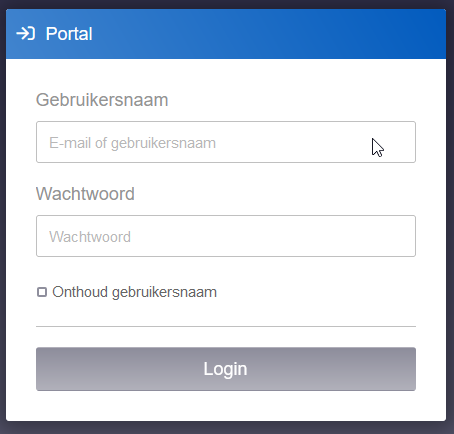 Portal
Gebruikersnaam
E-mail of gebruikersnaam
Wachtwoord
Wachtwoord
Onthoud gebruikersnaam
Login